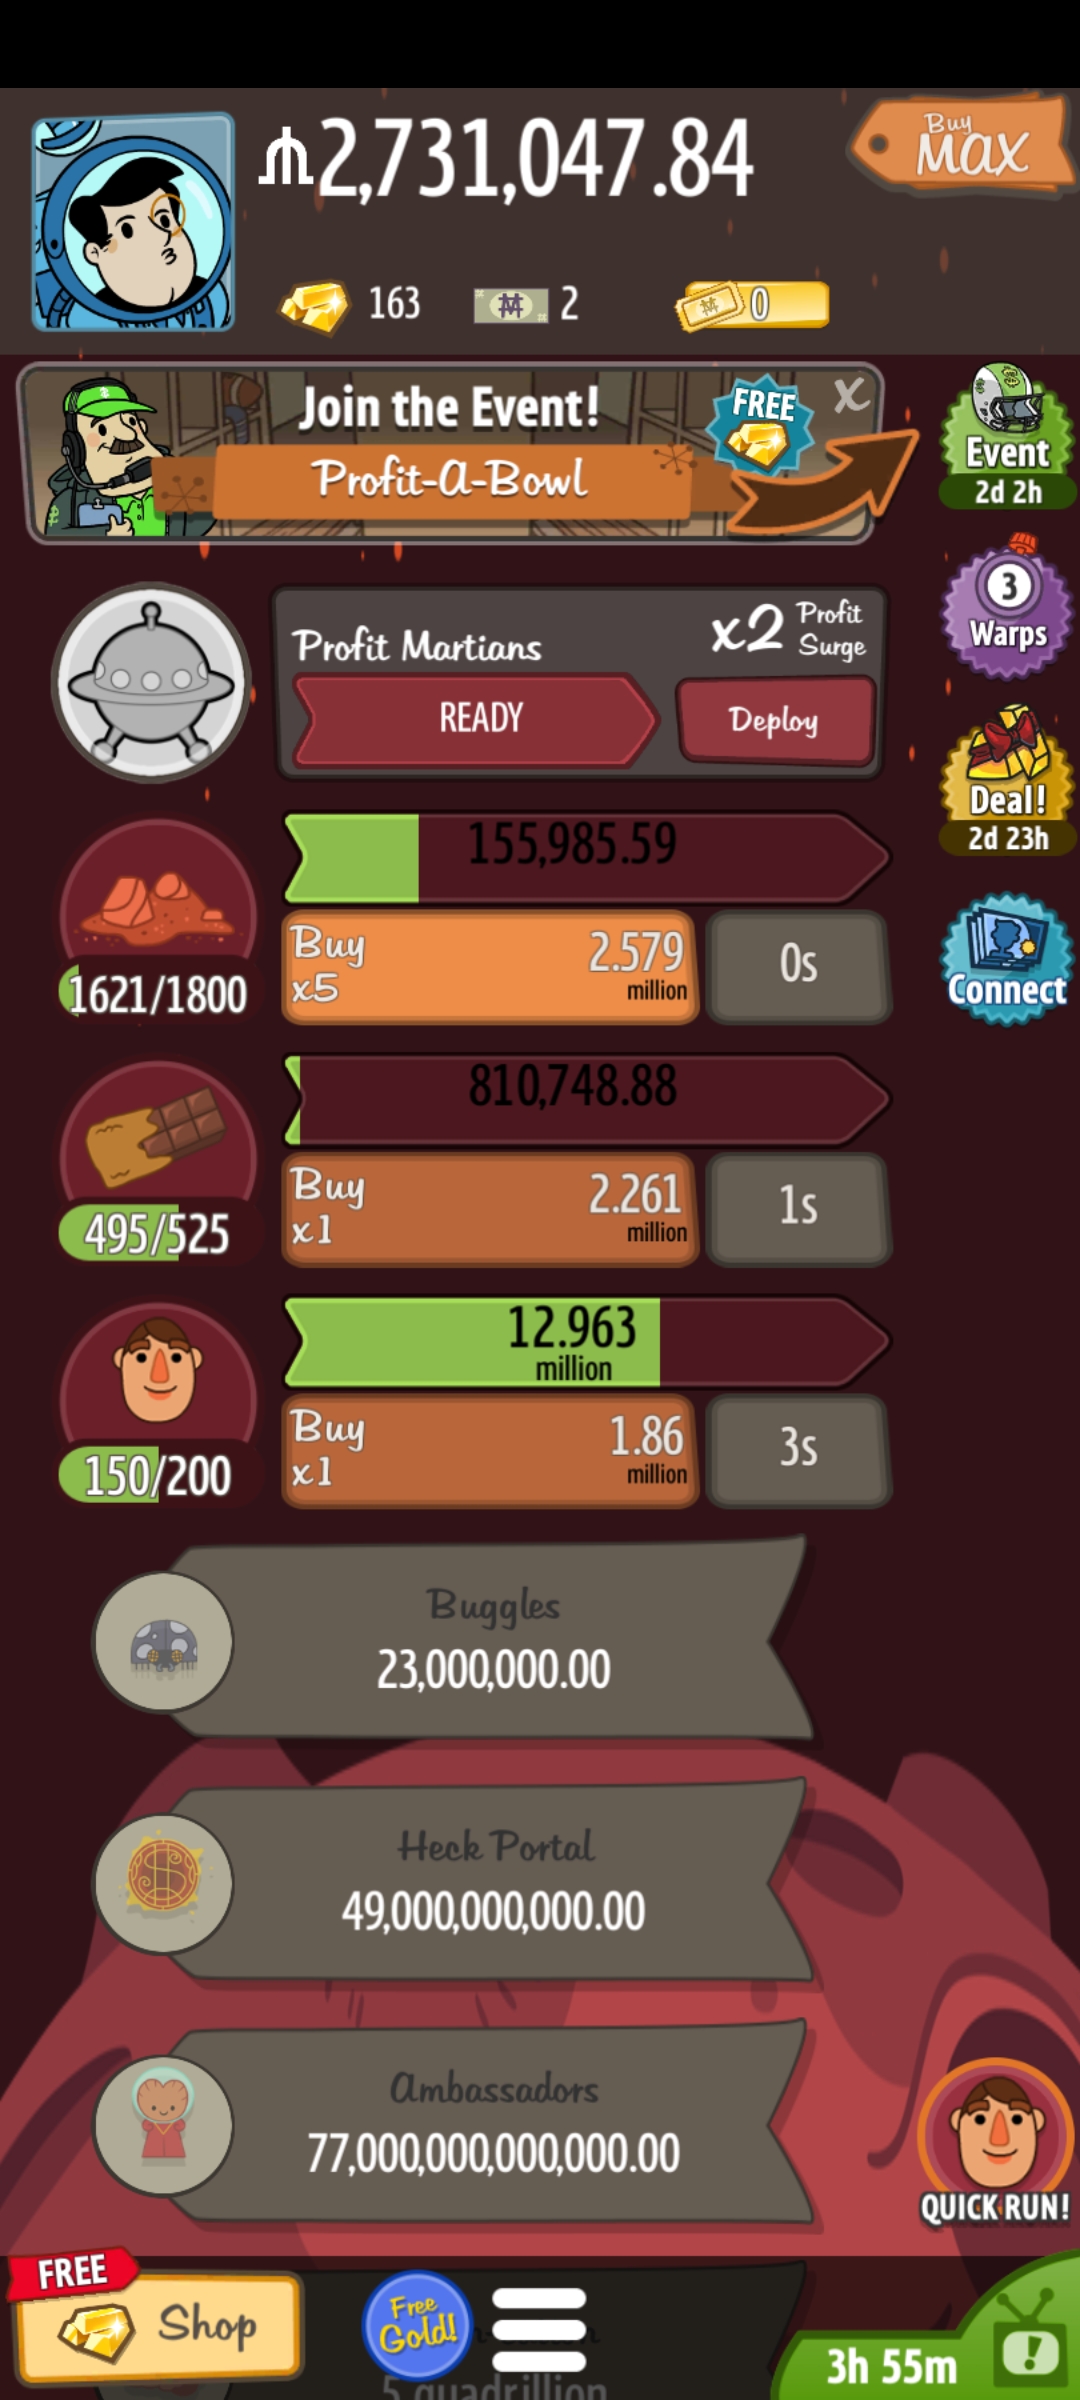 ₼2,731,047.84
Buy
MAX
163
2
0
Join the Event!
FREE
X
Profit-A-Bowl
Event
2d 2h
3
Warps
Profit Martians
x2 Profit
Surge
READY
Deploy
Deal!
2d 23h
155,985.59
1621/1800
Buy
x5
2.579
million
0s
Connect
810,748.88
495/525
Buy
x1
2.261
million
1s
12.963
million
150/200
Buy
x1
1.86
million
3s
Buggles
23,000,000.00
Heck Portal
49,000,000,000.00
Ambassadors
77,000,000,000,000.00
QUICK RUN!
FREE
Shop
Free
Gold!
5 quadrillion
3h 55m